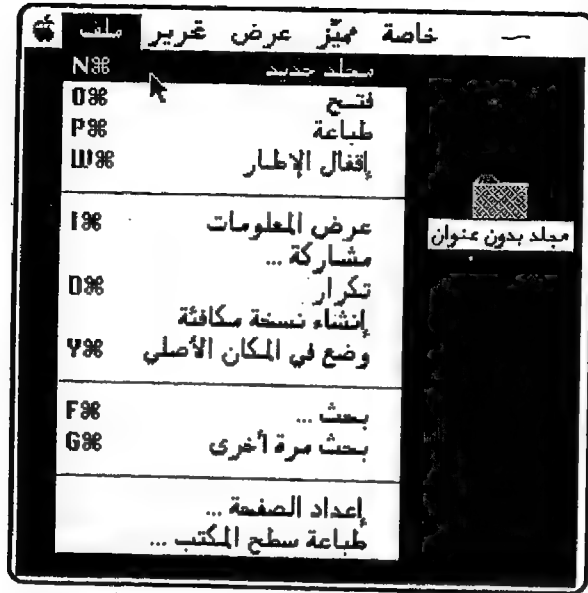 ملف تحرير عرض مميّز خاصة
مجلد جديد ⌘N
فتح ⌘O
طباعة ⌘P
إقفال الإطار ⌘W
عرض المعلومات ⌘I
مشاركة ...
تكرار ⌘D
إنشاء نسخة مكافئة
وضع في المكان الأصلي ⌘Y
بحث ... ⌘F
بحث مرة أخرى ⌘G
إعداد الصفحة ...
طباعة سطح المكتب ...
مجلد بدون عنوان